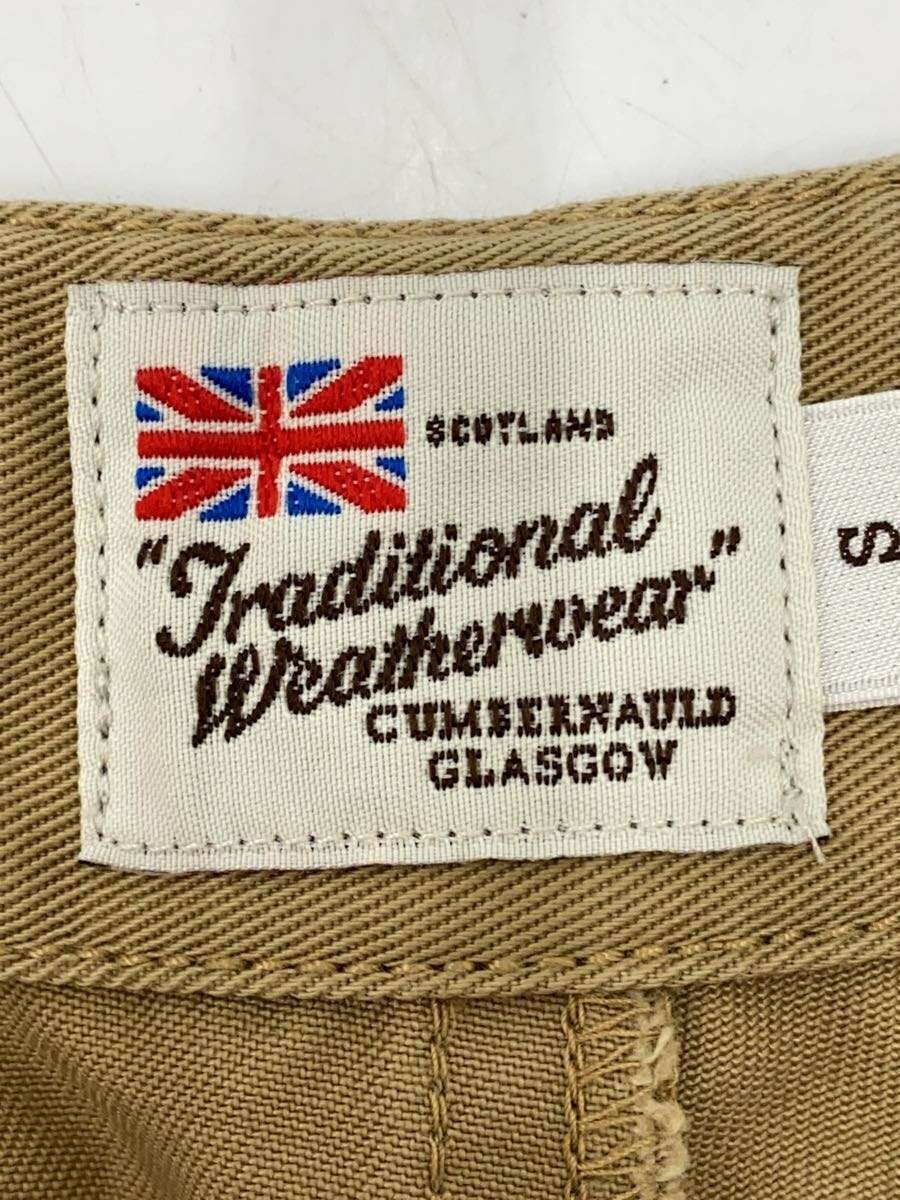 SCOTLAND
"Traditional
Weatherwear"
CUMBERNAULD
GLASGOW
S